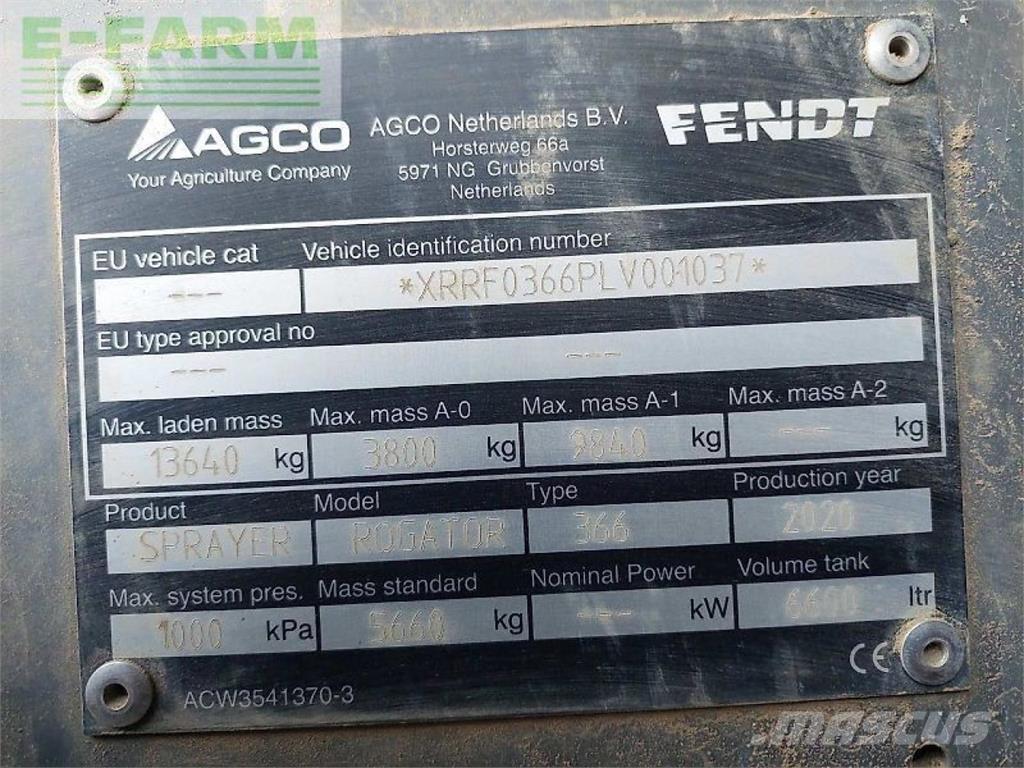 E-FARM
AGCO
Your Agriculture Company
AGCO Netherlands B.V.
Horsterweg 66a
5971 NG Grubbenvorst
Netherlands
FENDT
EU vehicle cat Vehicle identification number
--- *XRRF0366PLV001037*
EU type approval no
--- ---
Max. laden mass Max. mass A-0 Max. mass A-1 Max. mass A-2
13640 kg 3800 kg 9840 kg --- kg
Product Model Type Production year
SPRAYER ROGATOR 366 2020
Max. system pres. Mass standard Nominal Power Volume tank
1000 kPa 5660 kg --- kW ltr
CE
ACW3541370-3
mascus